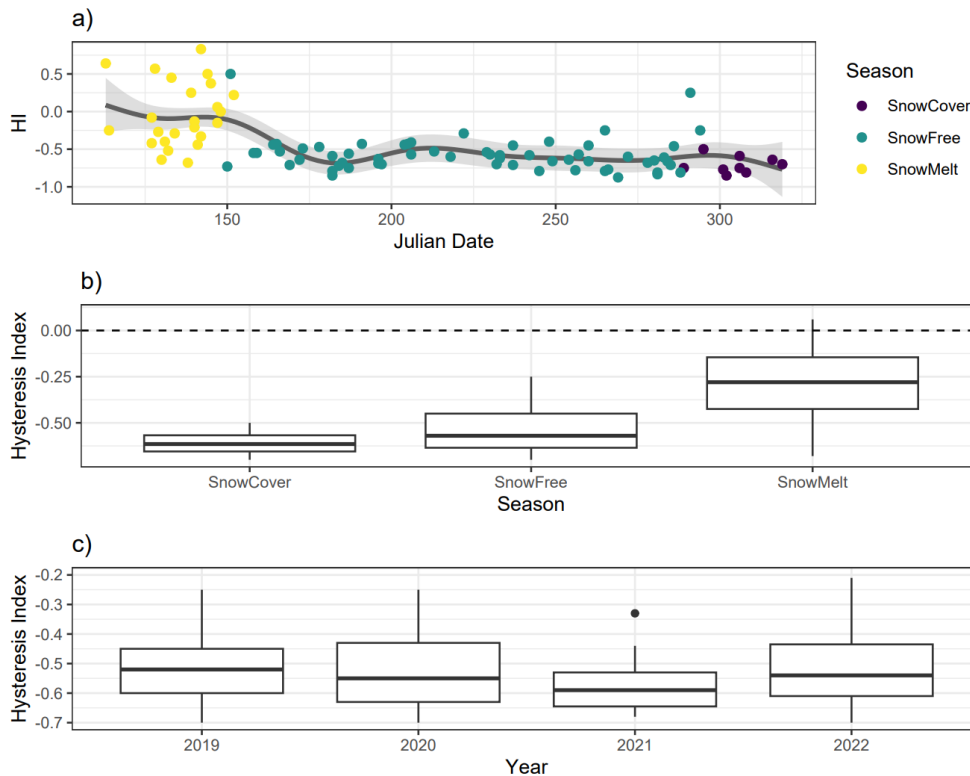 a)
0.5
0.0
-0.5
-1.0
HI
150
200
250
300
Julian Date
Season
SnowCover
SnowFree
SnowMelt
b)
0.00
-0.25
-0.50
Hysteresis Index
SnowCover
SnowFree
SnowMelt
Season
c)
-0.2
-0.3
-0.4
-0.5
-0.6
-0.7
Hysteresis Index
2019
2020
2021
2022
Year